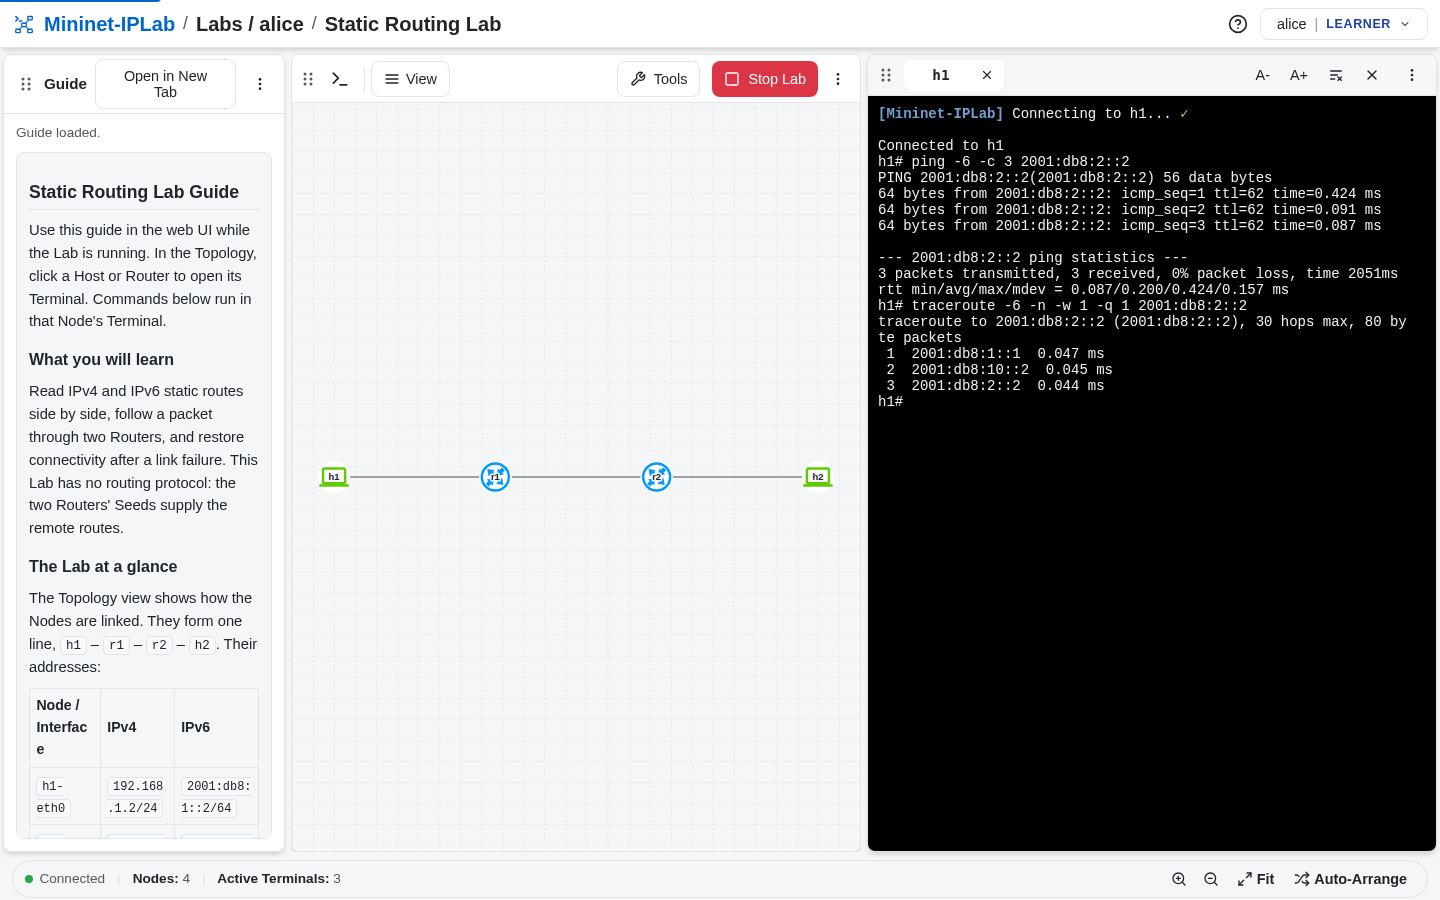 Mininet-IPLab / Labs / alice / Static Routing Lab
alice | LEARNER
Guide
Open in New
Tab
Guide loaded.
Static Routing Lab Guide
Use this guide in the web UI while
the Lab is running. In the Topology,
click a Host or Router to open its
Terminal. Commands below run in
that Node's Terminal.
What you will learn
Read IPv4 and IPv6 static routes
side by side, follow a packet
through two Routers, and restore
connectivity after a link failure. This
Lab has no routing protocol: the
two Routers' Seeds supply the
remote routes.
The Lab at a glance
The Topology view shows how the
Nodes are linked. They form one
line, h1 – r1 – r2 – h2. Their
addresses:
Node /
Interfac
e
IPv4
IPv6
h1-
eth0
192.168
.1.2/24
2001:db8:
1::2/64
View
Tools
Stop Lab
h1
r1
r2
h2
h1
A-
A+
[Mininet-IPLab] Connecting to h1... ✓
Connected to h1
h1# ping -6 -c 3 2001:db8:2::2
PING 2001:db8:2::2(2001:db8:2::2) 56 data bytes
64 bytes from 2001:db8:2::2: icmp_seq=1 ttl=62 time=0.424 ms
64 bytes from 2001:db8:2::2: icmp_seq=2 ttl=62 time=0.091 ms
64 bytes from 2001:db8:2::2: icmp_seq=3 ttl=62 time=0.087 ms
--- 2001:db8:2::2 ping statistics ---
3 packets transmitted, 3 received, 0% packet loss, time 2051ms
rtt min/avg/max/mdev = 0.087/0.200/0.424/0.157 ms
h1# traceroute -6 -n -w 1 -q 1 2001:db8:2::2
traceroute to 2001:db8:2::2 (2001:db8:2::2), 30 hops max, 80 by
te packets
1  2001:db8:1::1  0.047 ms
2  2001:db8:10::2  0.045 ms
3  2001:db8:2::2  0.044 ms
h1#
Connected | Nodes: 4 | Active Terminals: 3
Fit
Auto-Arrange